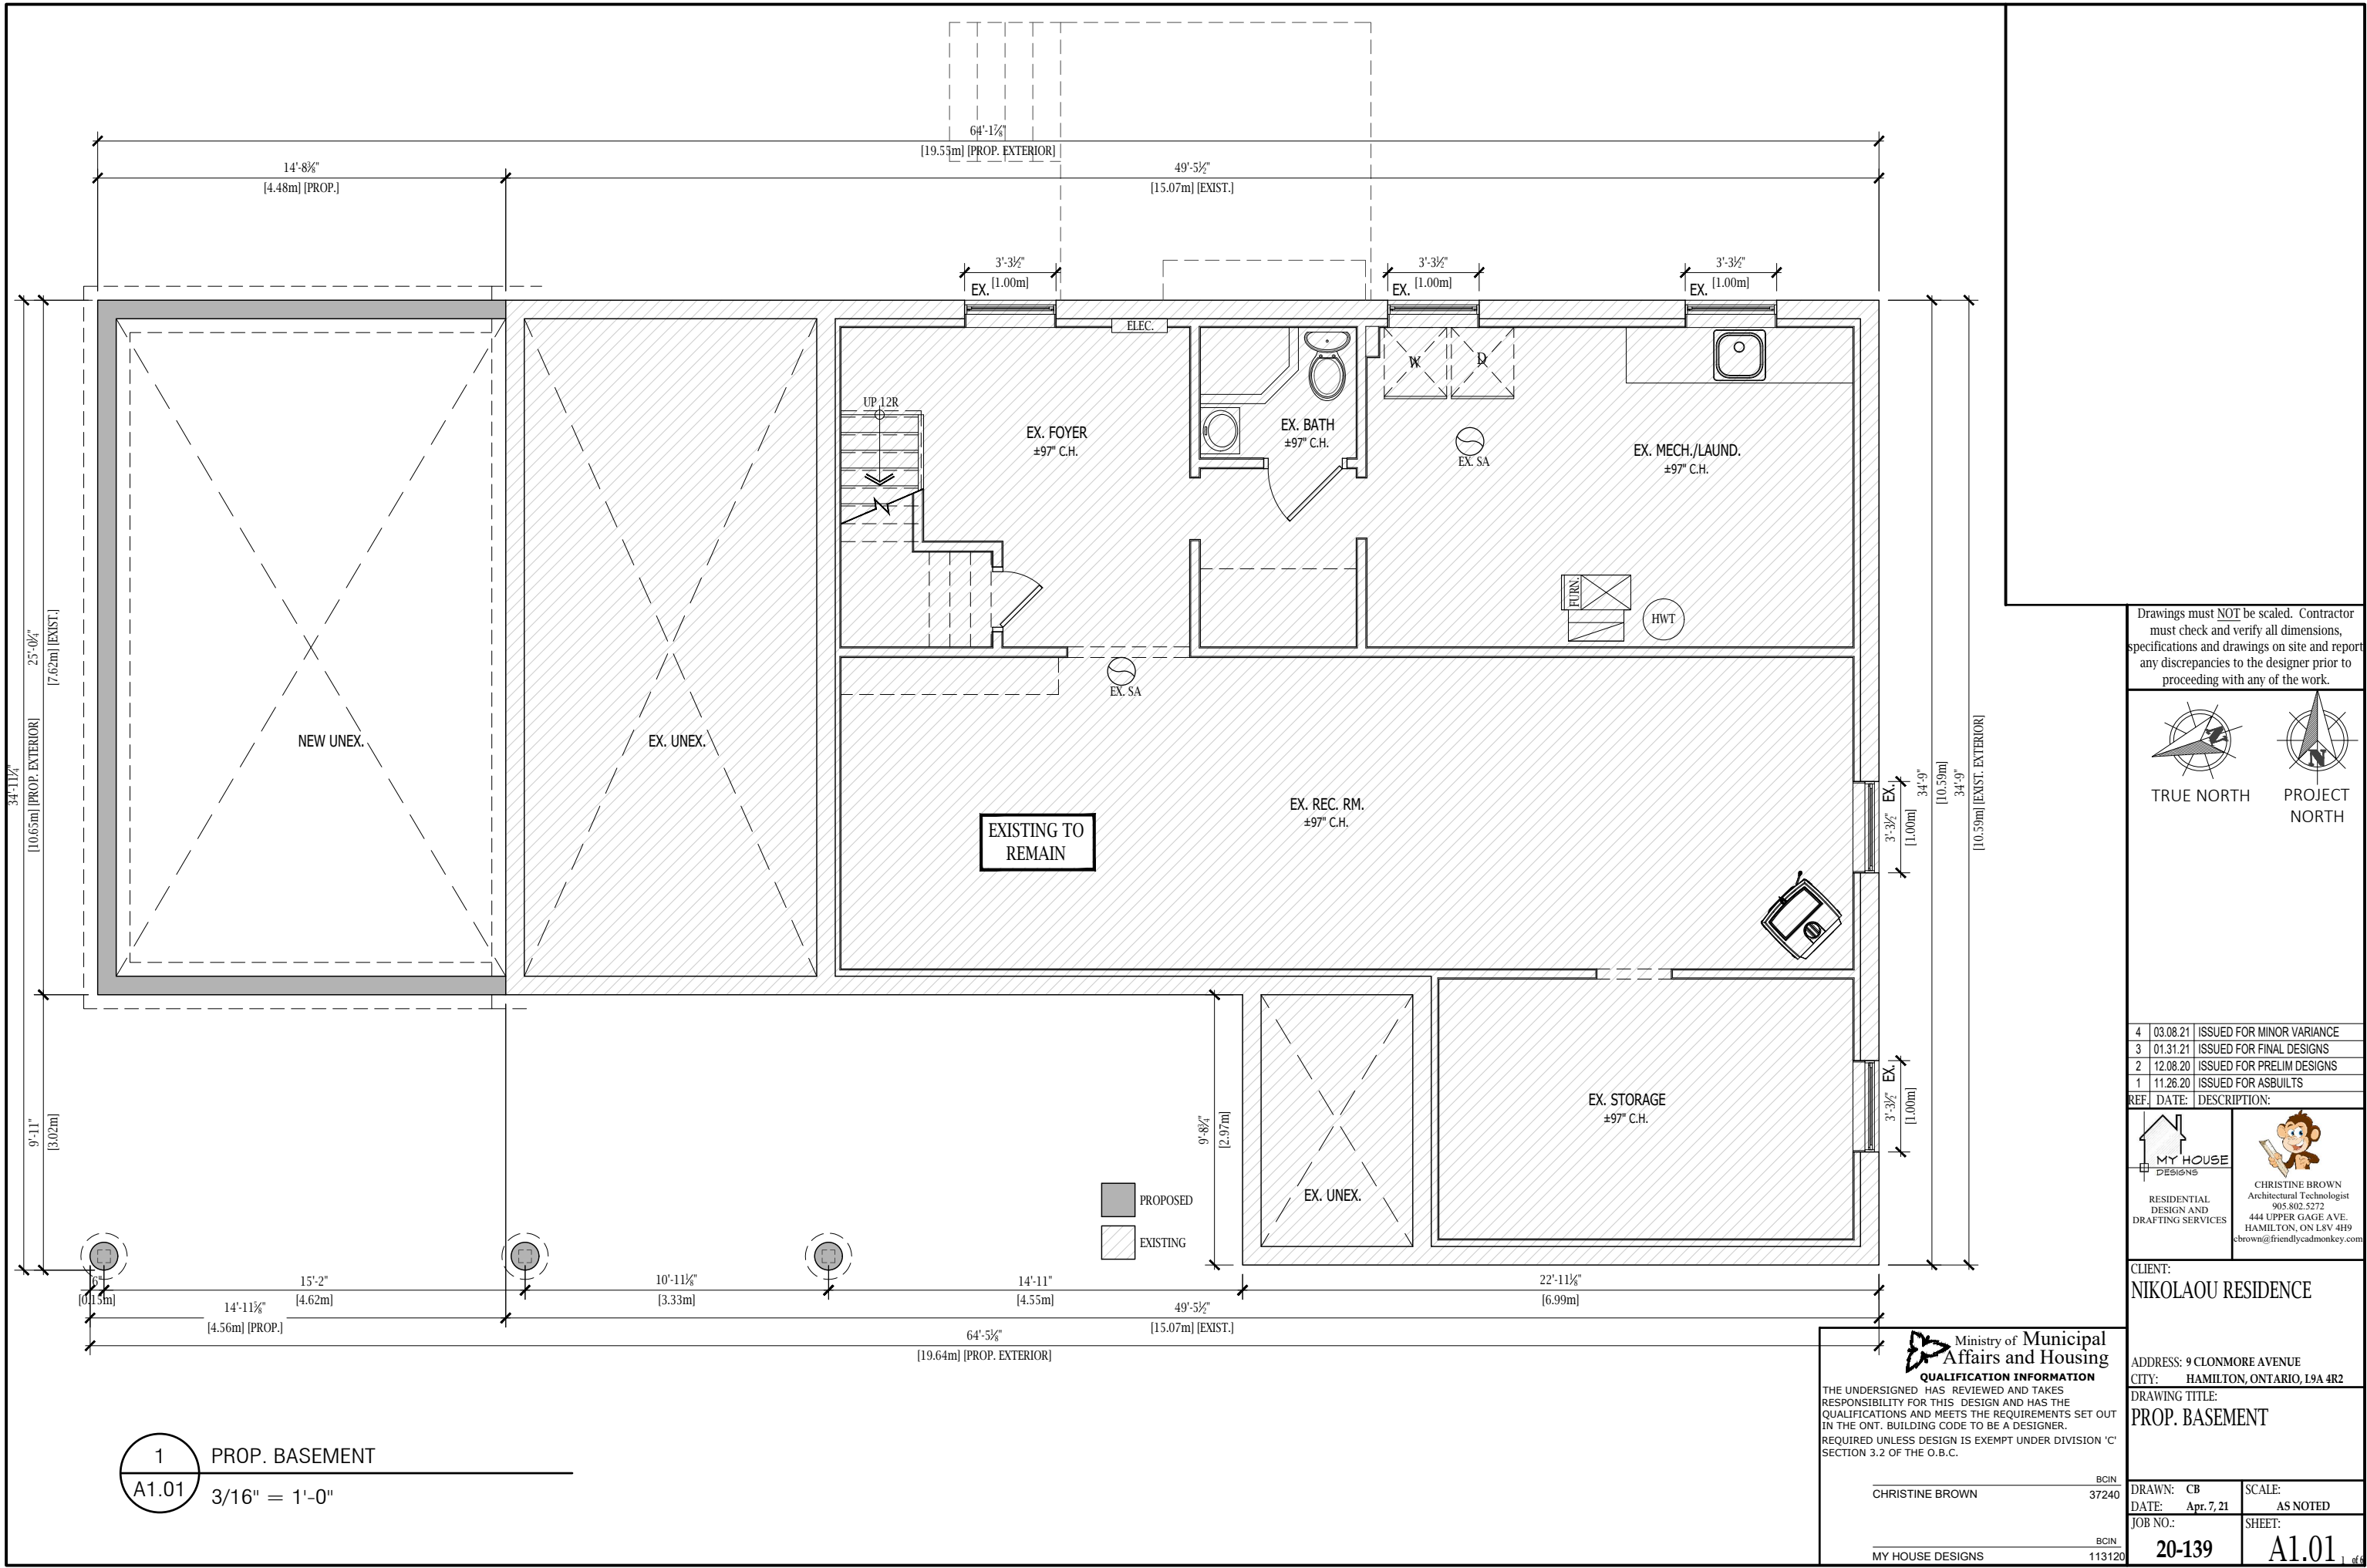 64'-1⅞"
[19.55m] [PROP. EXTERIOR]
14'-8⅜"
[4.48m] [PROP.]
49'-5½"
[15.07m] [EXIST.]
3'-3½"
[1.00m]
EX.
3'-3½"
[1.00m]
EX.
3'-3½"
[1.00m]
EX.
ELEC.
W
D
UP 12R
EX. FOYER
±97" C.H.
EX. BATH
±97" C.H.
EX. SA
EX. MECH./LAUND.
±97" C.H.
FURN.
HWT
EX. SA
NEW UNEX.
EX. UNEX.
EX. REC. RM.
±97" C.H.
EXISTING TO
REMAIN
34'-11¼"
[10.65m] [PROP. EXTERIOR]
25'-0¼"
[7.62m] [EXIST.]
9'-11"
[3.02m]
EX.
3'-3½"
[1.00m]
34'-9"
[10.59m]
34'-9"
[10.59m] [EXIST. EXTERIOR]
EX.
3'-3½"
[1.00m]
9'-8¾"
[2.97m]
EX. UNEX.
EX. STORAGE
±97" C.H.
PROPOSED
EXISTING
6"
[0.15m]
15'-2"
[4.62m]
10'-11⅛"
[3.33m]
14'-11"
[4.55m]
22'-11⅛"
[6.99m]
14'-11⅝"
[4.56m] [PROP.]
49'-5½"
[15.07m] [EXIST.]
64'-5⅛"
[19.64m] [PROP. EXTERIOR]
1
A1.01
PROP. BASEMENT
3/16" = 1'-0"
Drawings must NOT be scaled. Contractor
must check and verify all dimensions,
specifications and drawings on site and report
any discrepancies to the designer prior to
proceeding with any of the work.
N
N
TRUE NORTH
PROJECT
NORTH
4 03.08.21 ISSUED FOR MINOR VARIANCE
3 01.31.21 ISSUED FOR FINAL DESIGNS
2 12.08.20 ISSUED FOR PRELIM DESIGNS
1 11.26.20 ISSUED FOR ASBUILTS
REF. DATE: DESCRIPTION:
MY HOUSE
DESIGNS
RESIDENTIAL
DESIGN AND
DRAFTING SERVICES
CHRISTINE BROWN
Architectural Technologist
905.802.5272
444 UPPER GAGE AVE.
HAMILTON, ON L8V 4H9
cbrown@friendlycadmonkey.com
CLIENT:
NIKOLAOU RESIDENCE
ADDRESS: 9 CLONMORE AVENUE
CITY: HAMILTON, ONTARIO, L9A 4R2
DRAWING TITLE:
PROP. BASEMENT
DRAWN: CB
DATE: Apr. 7, 21
SCALE:
AS NOTED
JOB NO.:
20-139
SHEET:
A1.01
1 of 6
Ministry of Municipal
Affairs and Housing
QUALIFICATION INFORMATION
THE UNDERSIGNED HAS REVIEWED AND TAKES
RESPONSIBILITY FOR THIS DESIGN AND HAS THE
QUALIFICATIONS AND MEETS THE REQUIREMENTS SET OUT
IN THE ONT. BUILDING CODE TO BE A DESIGNER.
REQUIRED UNLESS DESIGN IS EXEMPT UNDER DIVISION 'C'
SECTION 3.2 OF THE O.B.C.
BCIN
CHRISTINE BROWN 37240
BCIN
MY HOUSE DESIGNS 113120